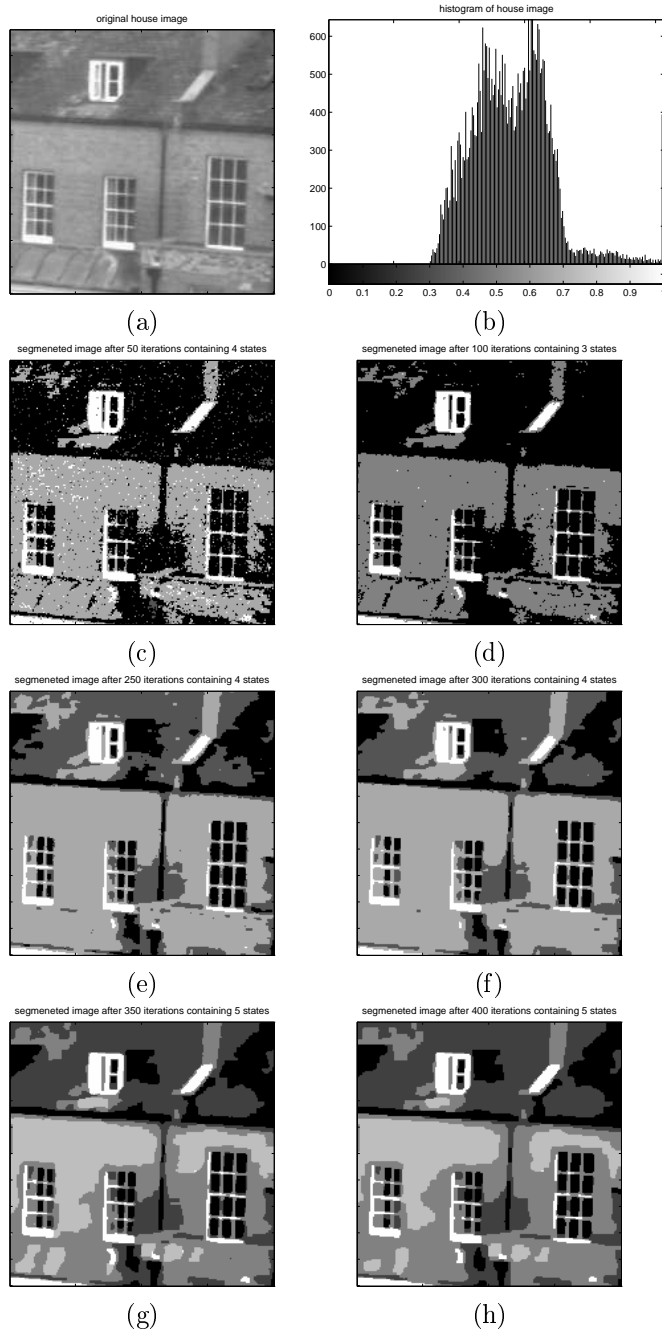 original house image
histogram of house image
600
500
400
300
200
100
0
0 0.1 0.2 0.3 0.4 0.5 0.6 0.7 0.8 0.9
(a)
(b)
segmeneted image after 50 iterations containing 4 states
segmeneted image after 100 iterations containing 3 states
(c)
(d)
segmeneted image after 250 iterations containing 4 states
segmeneted image after 300 iterations containing 4 states
(e)
(f)
segmeneted image after 350 iterations containing 5 states
segmeneted image after 400 iterations containing 5 states
(g)
(h)